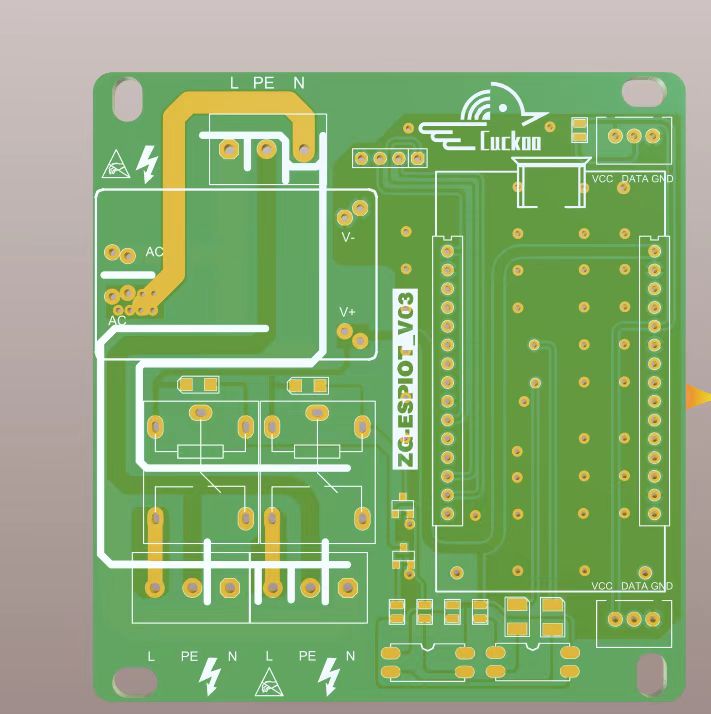 L PE N
Cuckoo
VCC DATA GND
AC
V-
V+
AC
ZG-ESPIOT_V03
VCC DATA GND
L PE N L PE N